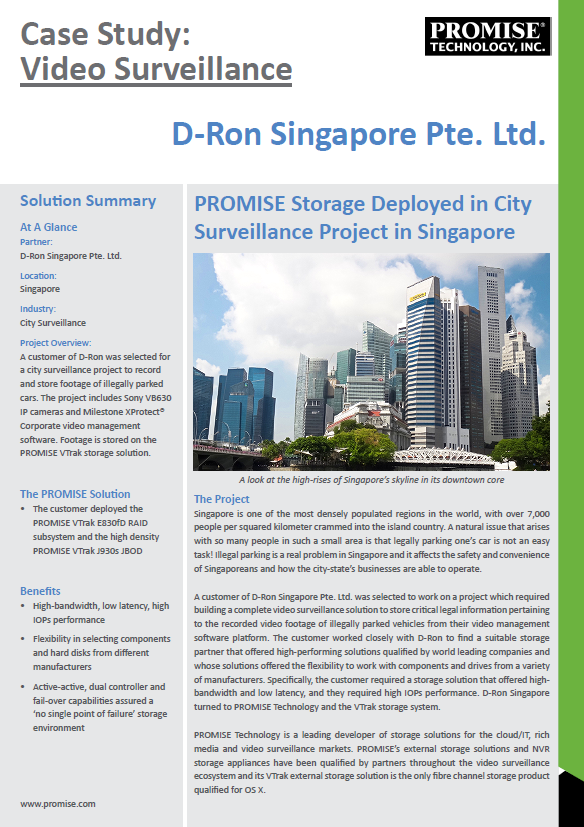 Case Study:
Video Surveillance
PROMISE®
TECHNOLOGY, INC.
D-Ron Singapore Pte. Ltd.
Solution Summary
At A Glance
Partner:
D-Ron Singapore Pte. Ltd.
Location:
Singapore
Industry:
City Surveillance
Project Overview:
A customer of D-Ron was selected for
a city surveillance project to record
and store footage of illegally parked
cars. The project includes Sony VB630
IP cameras and Milestone XProtect®
Corporate video management
software. Footage is stored on the
PROMISE VTrak storage solution.
The PROMISE Solution
• The customer deployed the
PROMISE VTrak E830fD RAID
subsystem and the high density
PROMISE VTrak J930s JBOD
Benefits
• High-bandwidth, low latency, high
IOPs performance
• Flexibility in selecting components
and hard disks from different
manufacturers
• Active-active, dual controller and
fail-over capabilities assured a
‘no single point of failure’ storage
environment
www.promise.com
PROMISE Storage Deployed in City
Surveillance Project in Singapore
A look at the high-rises of Singapore’s skyline in its downtown core
The Project
Singapore is one of the most densely populated regions in the world, with over 7,000
people per squared kilometer crammed into the island country. A natural issue that arises
with so many people in such a small area is that legally parking one’s car is not an easy
task! Illegal parking is a real problem in Singapore and it affects the safety and convenience
of Singaporeans and how the city-state’s businesses are able to operate.
A customer of D-Ron Singapore Pte. Ltd. was selected to work on a project which required
building a complete video surveillance solution to store critical legal information pertaining
to the recorded video footage of illegally parked vehicles from their video management
software platform. The customer worked closely with D-Ron to find a suitable storage
partner that offered high-performing solutions qualified by world leading companies and
whose solutions offered the flexibility to work with components and drives from a variety
of manufacturers. Specifically, the customer required a storage solution that offered high-
bandwidth and low latency, and they required high IOPs performance. D-Ron Singapore
turned to PROMISE Technology and the VTrak storage system.
PROMISE Technology is a leading developer of storage solutions for the cloud/IT, rich
media and video surveillance markets. PROMISE’s external storage solutions and NVR
storage appliances have been qualified by partners throughout the video surveillance
ecosystem and its VTrak external storage solution is the only fibre channel storage product
qualified for OS X.